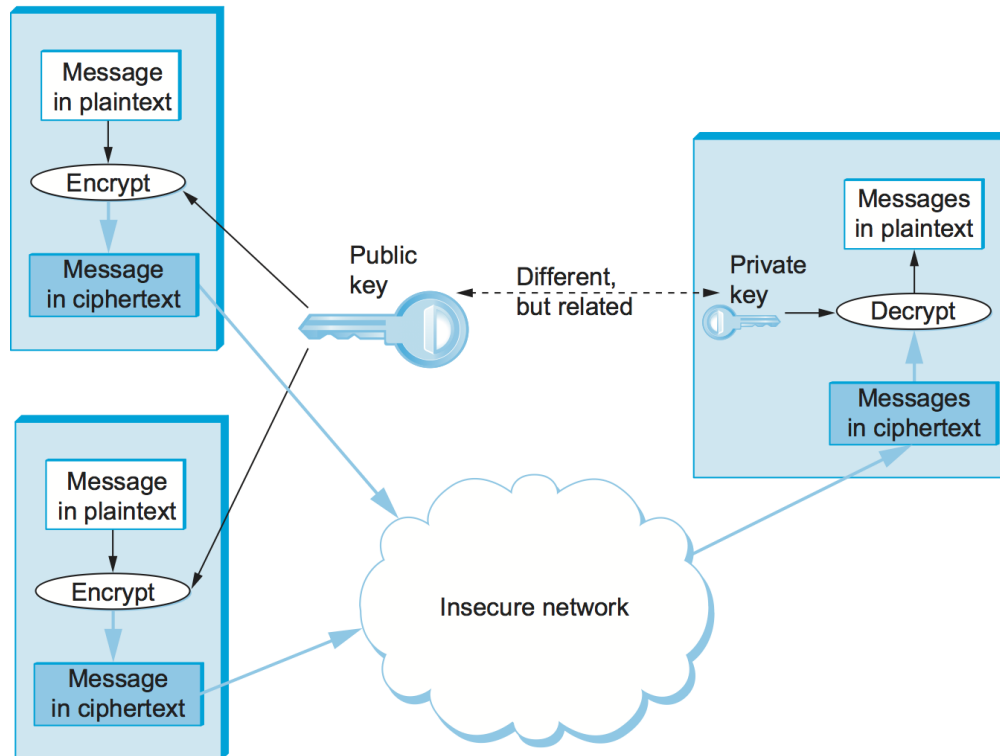 Message
in plaintext
Encrypt
Message
in ciphertext
Public
key
Different,
but related
Private
key
Messages
in plaintext
Decrypt
Messages
in ciphertext
Message
in plaintext
Encrypt
Message
in ciphertext
Insecure network